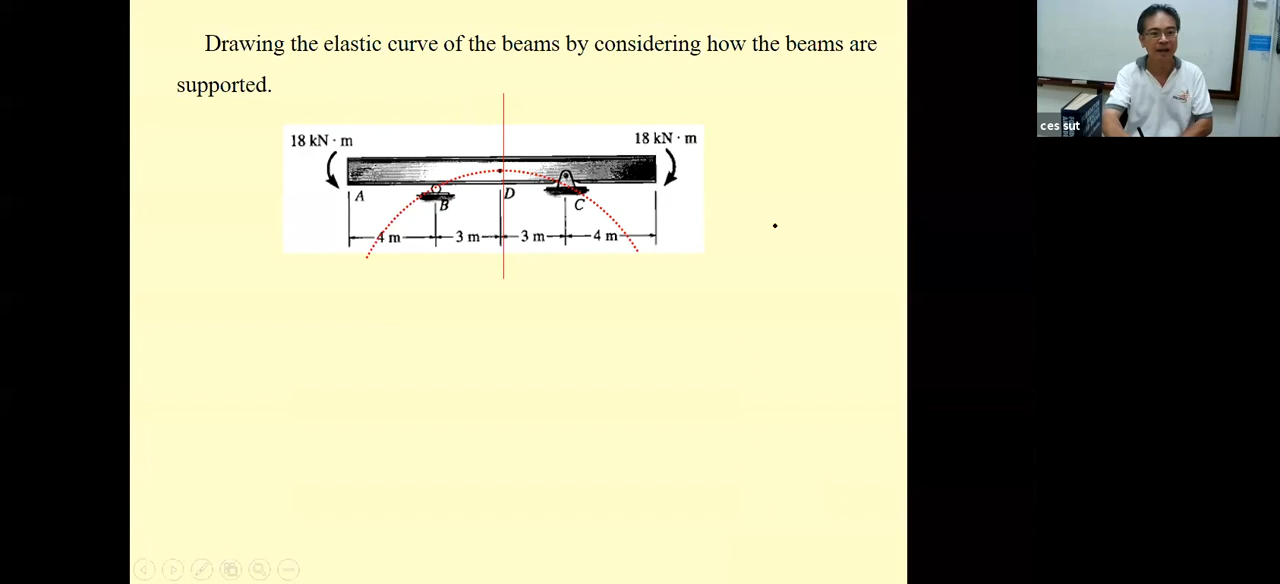 Drawing the elastic curve of the beams by considering how the beams are
supported.
18 kN · m
18 kN · m
A
B
D
C
4 m
3 m
3 m
4 m
ces sut